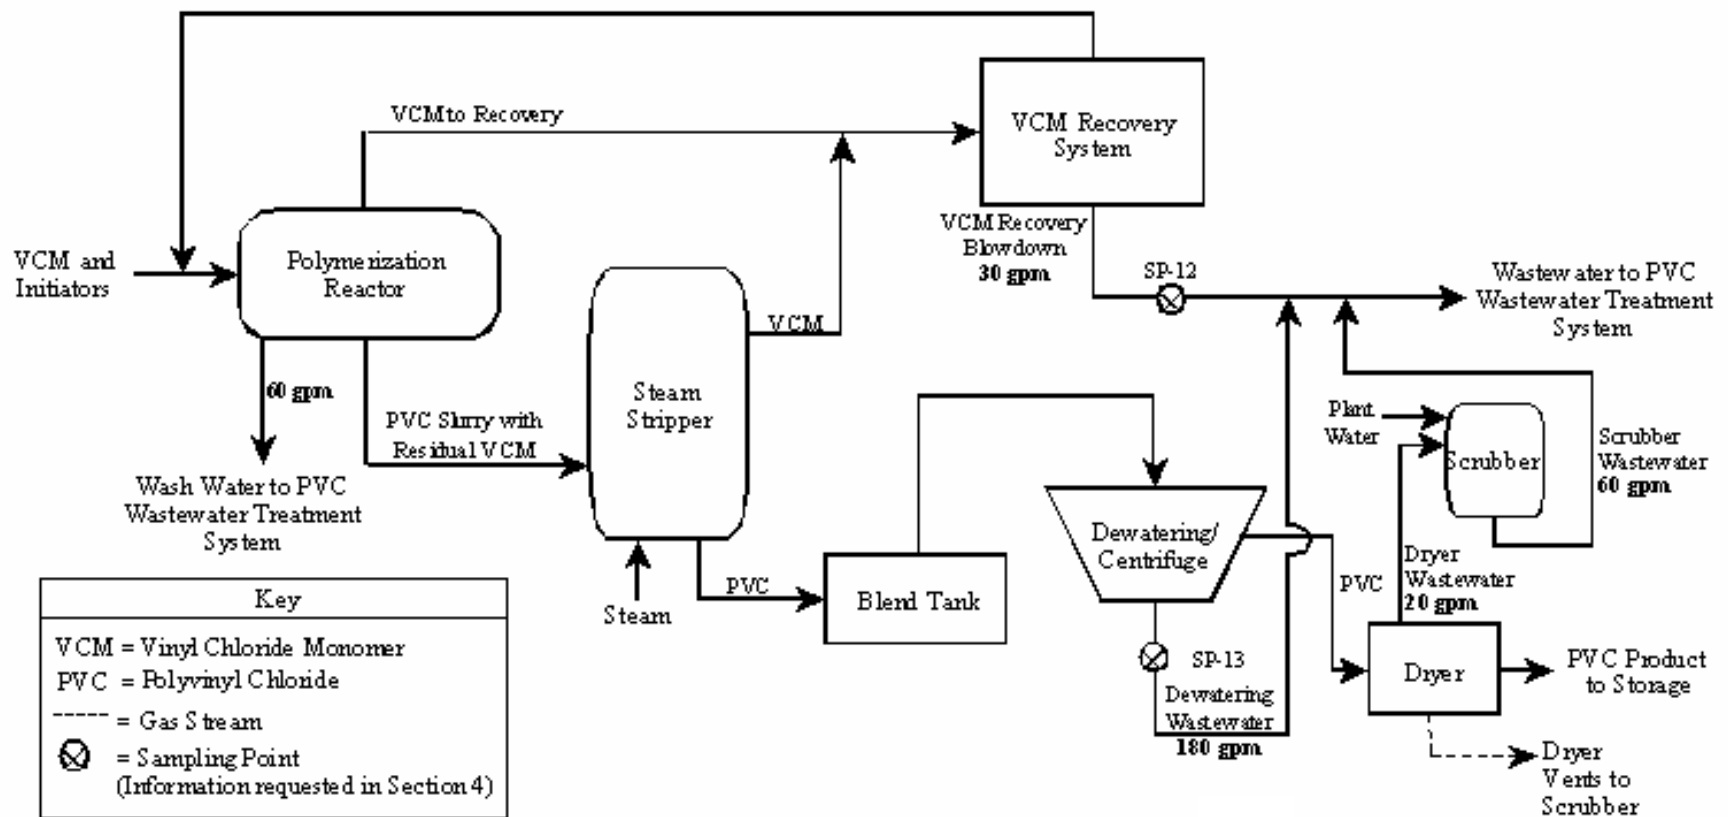 VCM to Recovery
VCM Recovery
System
VCM Recovery
Blowdown
30 gpm
VCM and
Initiators
Polymerization
Reactor
SP-12
Wastewater to PVC
Wastewater Treatment
System
VCM
60 gpm
Steam
Stripper
PVC Slurry with
Residual VCM
Plant
Water
Scrubber
Scrubber
Wastewater
60 gpm
Wash Water to PVC
Wastewater Treatment
System
Dewatering/
Centrifuge
Dryer
Wastewater
20 gpm
PVC
PVC
Steam
Blend Tank
Key
VCM = Vinyl Chloride Monomer
PVC = Polyvinyl Chloride
= Gas Stream
= Sampling Point
(Information requested in Section 4)
SP-13
Dewatering
Wastewater
180 gpm
Dryer
PVC Product
to Storage
Dryer
Vents to
Scrubber